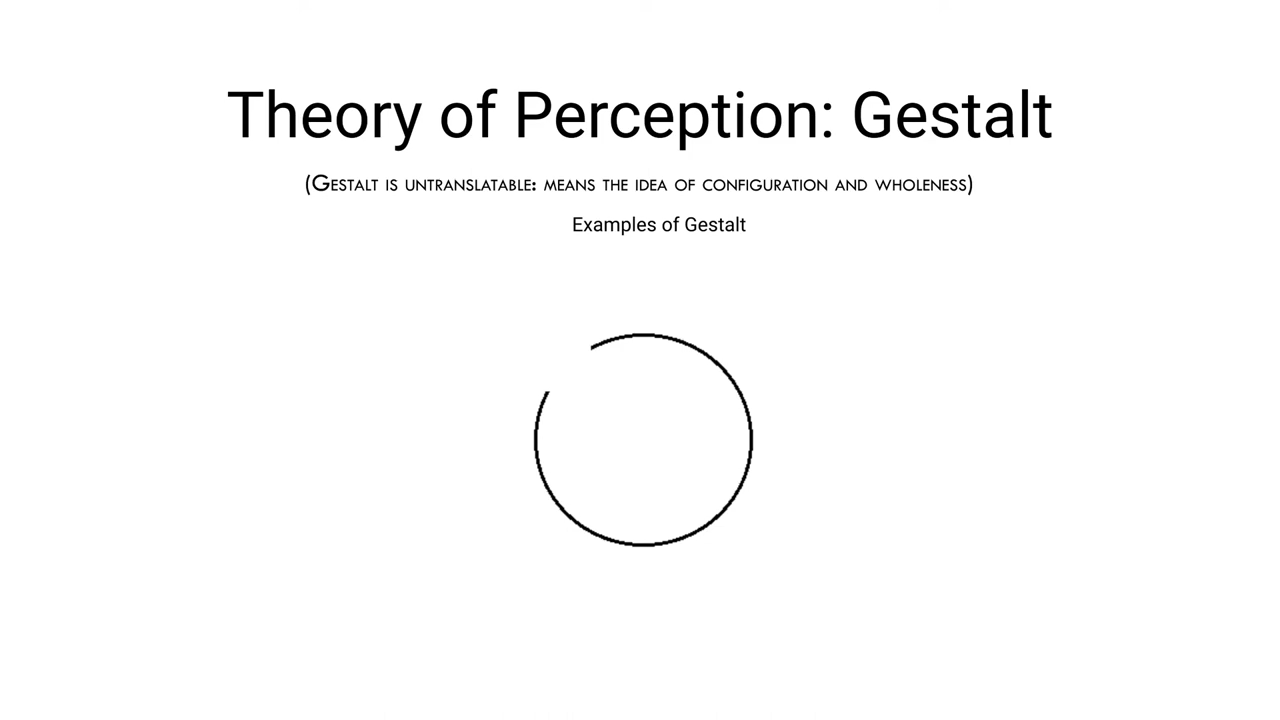 Theory of Perception: Gestalt
(Gestalt is untranslatable: means the idea of configuration and wholeness)
Examples of Gestalt